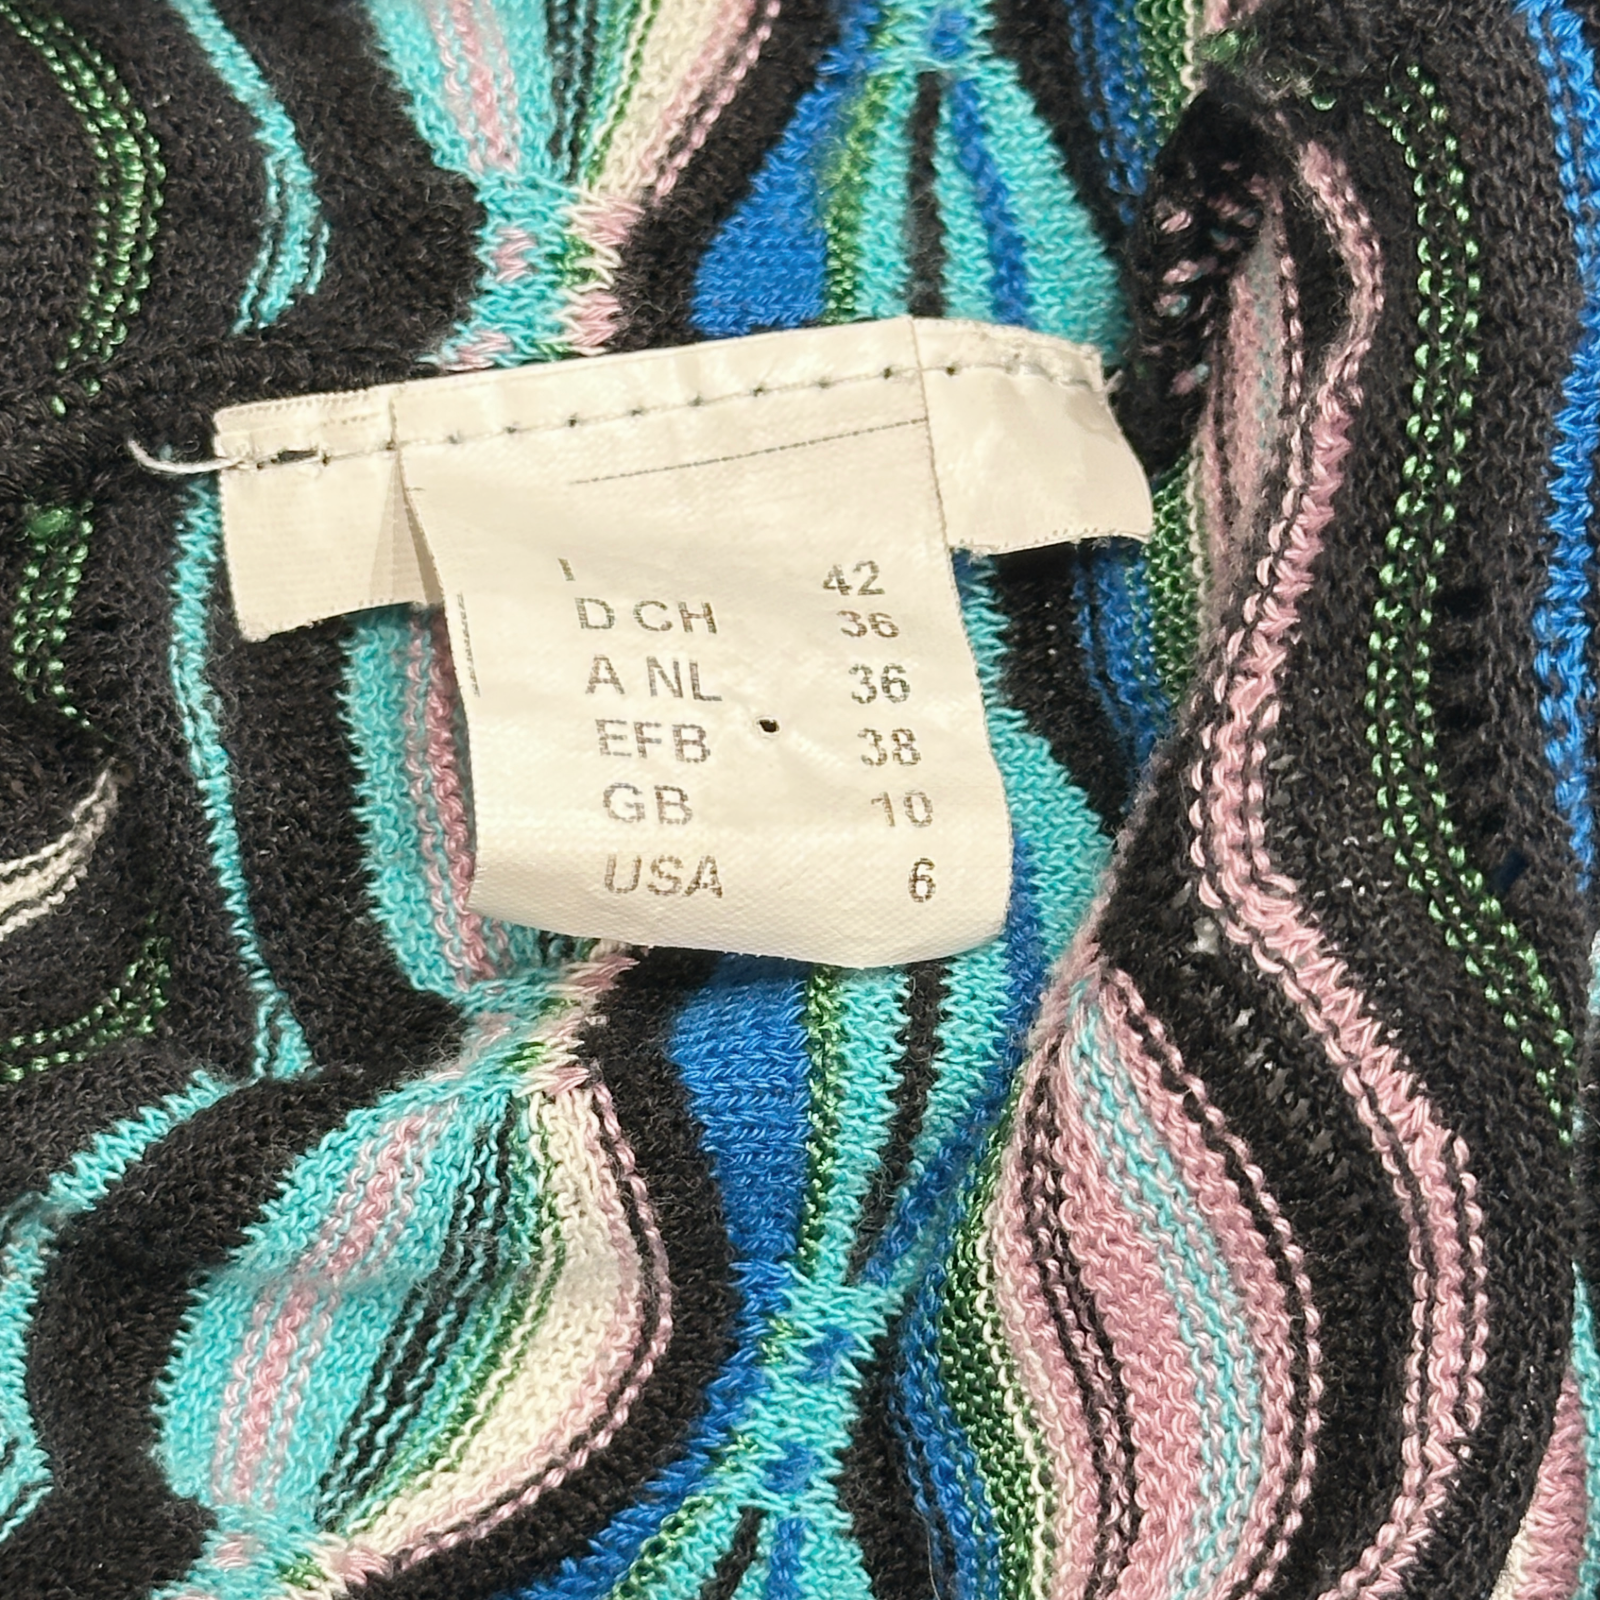 I 42
D CH 36
A NL 36
EFB 38
GB 10
USA 6